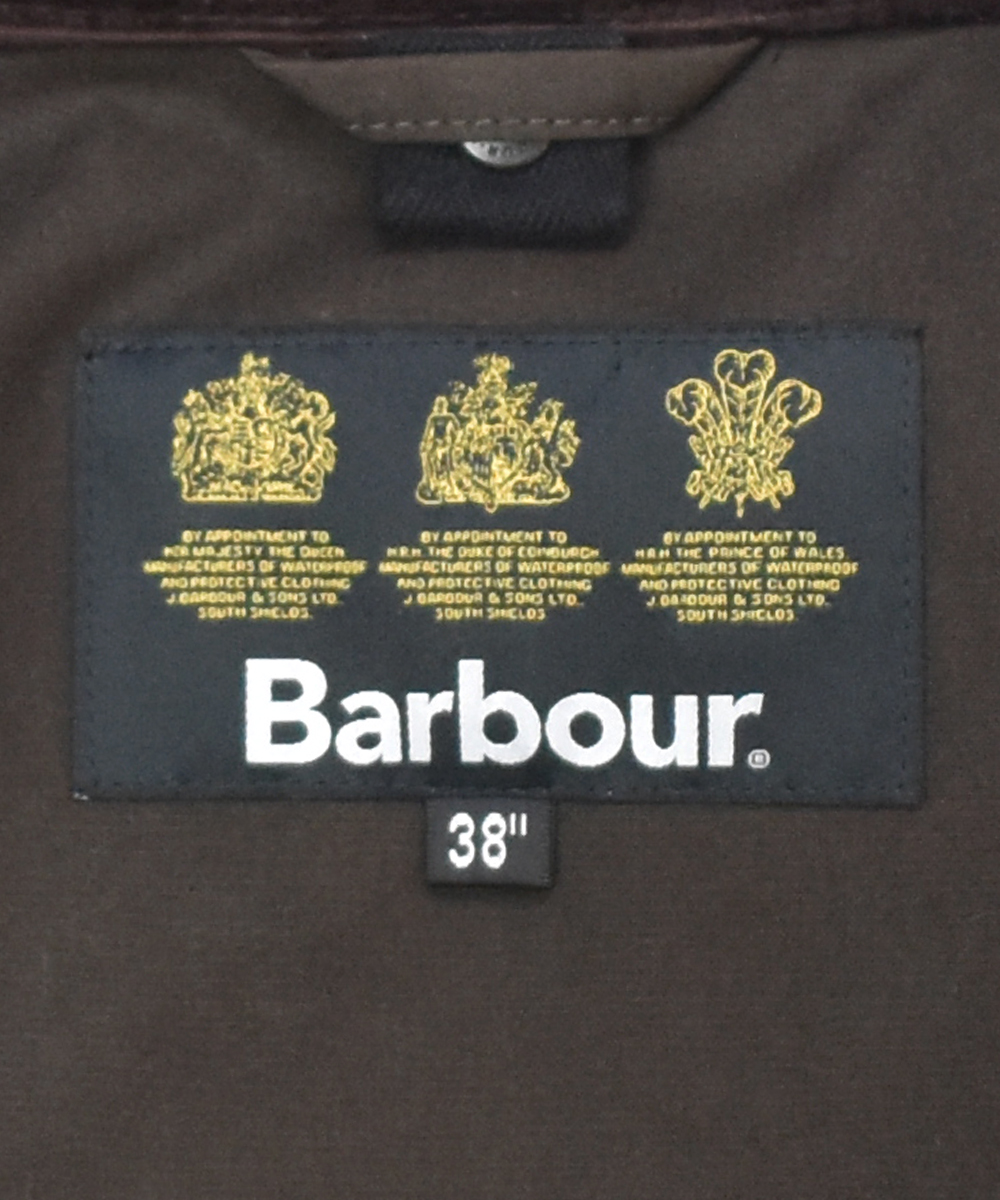 BY APPOINTMENT TO
HER MAJESTY THE QUEEN
MANUFACTURERS OF WATERPROOF
AND PROTECTIVE CLOTHING
J. BARBOUR & SONS LTD.
SOUTH SHIELDS.
BY APPOINTMENT TO
H.R.H. THE DUKE OF EDINBURGH
MANUFACTURERS OF WATERPROOF
AND PROTECTIVE CLOTHING
J. BARBOUR & SONS LTD.
SOUTH SHIELDS
BY APPOINTMENT TO
H.R.H. THE PRINCE OF WALES
MANUFACTURERS OF WATERPROOF
AND PROTECTIVE CLOTHING
J. BARBOUR & SONS LTD.
SOUTH SHIELDS.
Barbour®
38"